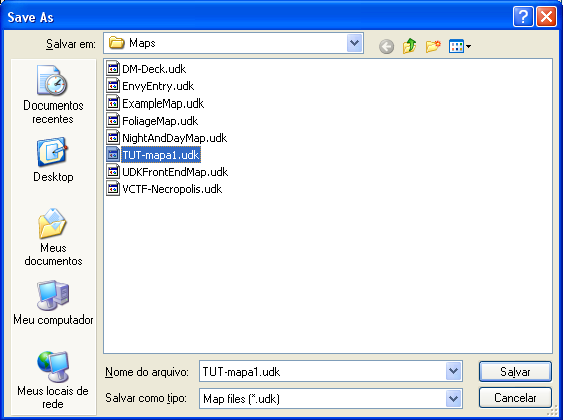 Save As
Salvar em:
Maps
Documentos
recentes
Desktop
Meus
documentos
Meu computador
Meus locais de
rede
DM-Deck.udk
EnvyEntry.udk
ExampleMap.udk
FoliageMap.udk
NightAndDayMap.udk
TUT-mapa1.udk
UDKFrontEndMap.udk
VCTF-Necropolis.udk
Nome do arquivo:
TUT-mapa1.udk
Salvar
Salvar como tipo:
Map files (*.udk)
Cancelar